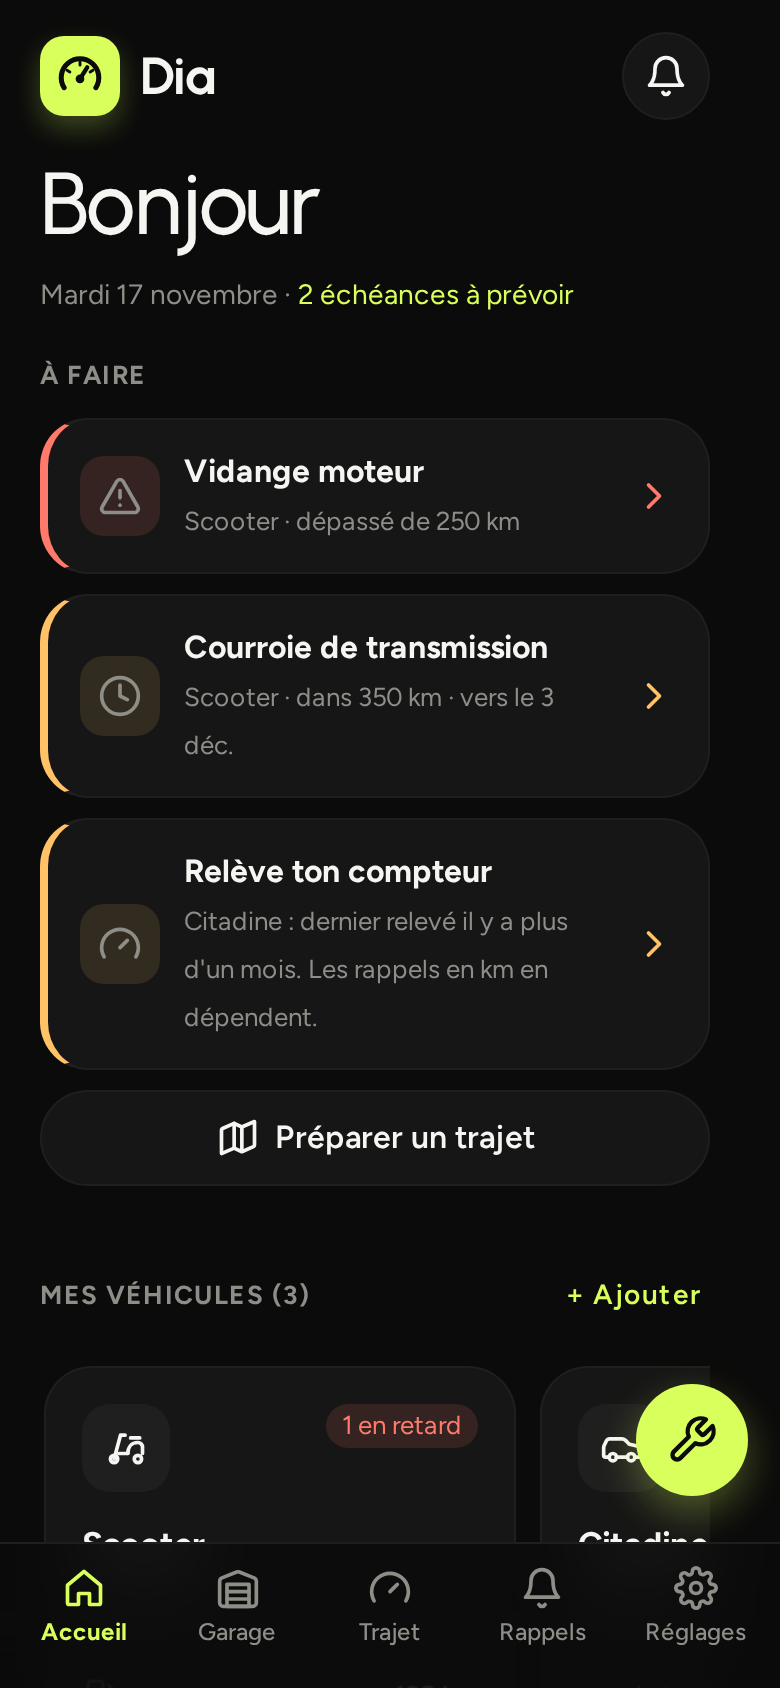 Dia
Bonjour
Mardi 17 novembre · 2 échéances à prévoir
À FAIRE
Vidange moteur
Scooter · dépassé de 250 km
Courroie de transmission
Scooter · dans 350 km · vers le 3
déc.
Relève ton compteur
Citadine : dernier relevé il y a plus
d'un mois. Les rappels en km en
dépendent.
Préparer un trajet
MES VÉHICULES (3)
+ Ajouter
1 en retard
Scooter
Citadine
Accueil
Garage
Trajet
Rappels
Réglages